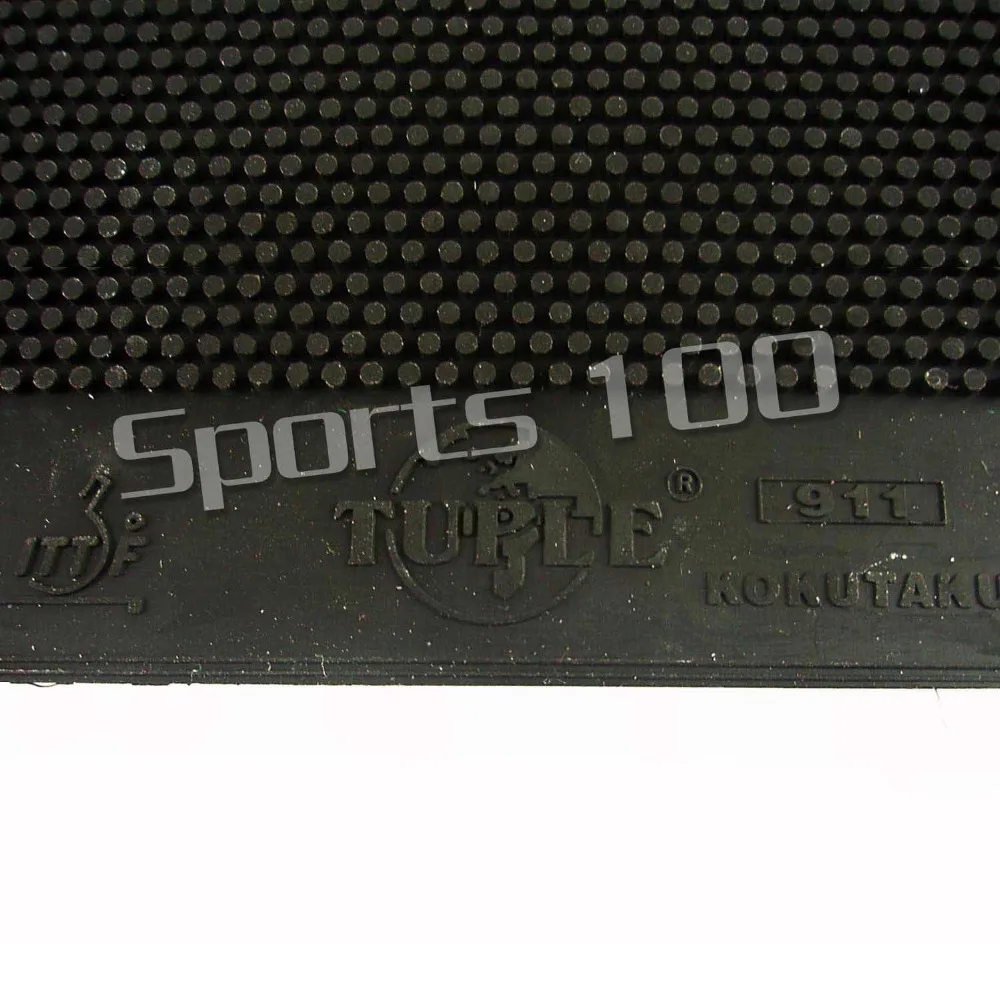 Sports 100
ITTF
TUPLE®
911
KOKUTAKU